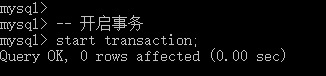 mysql>
mysql> -- 开启事务
mysql> start transaction;
Query OK, 0 rows affected (0.00 sec)